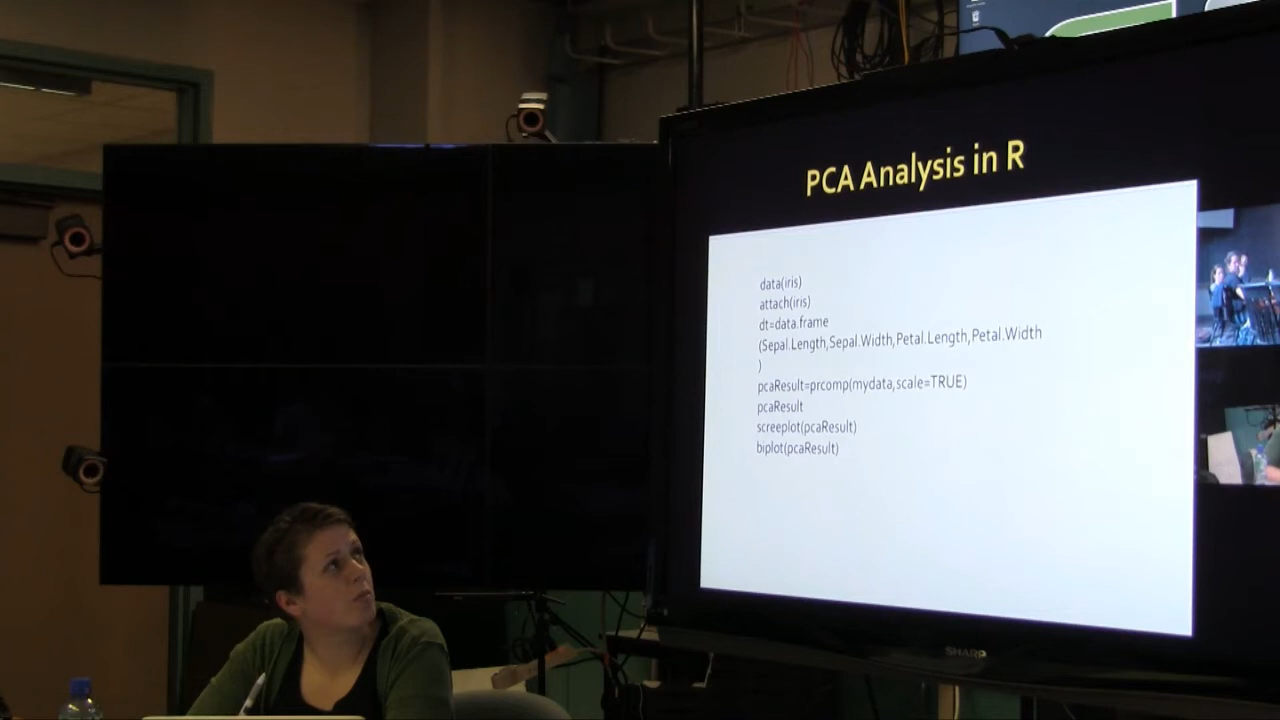 PCA Analysis in R
data(iris)
attach(iris)
dt=data.frame
(Sepal.Length,Sepal.Width,Petal.Length,Petal.Width
)
pcaResult=prcomp(mydata,scale=TRUE)
pcaResult
screeplot(pcaResult)
biplot(pcaResult)
SHARP